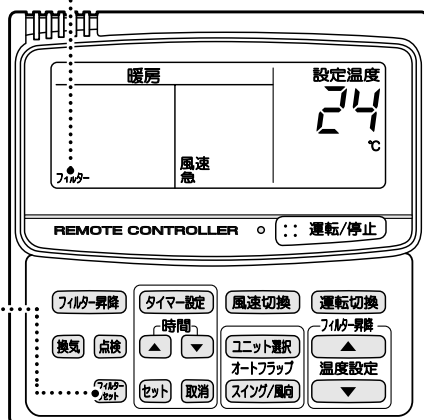 暖房 設定温度
24
℃
風速
フィルター 急
REMOTE CONTROLLER 運転/停止
フィルター昇降 タイマー設定 風速切換 運転切換
時間 フィルター昇降
換気 点検 ▲ ▼ ユニット選択 ▲
オートフラップ 温度設定
フィルター
リセット セット 取消 スイング/風向 ▼